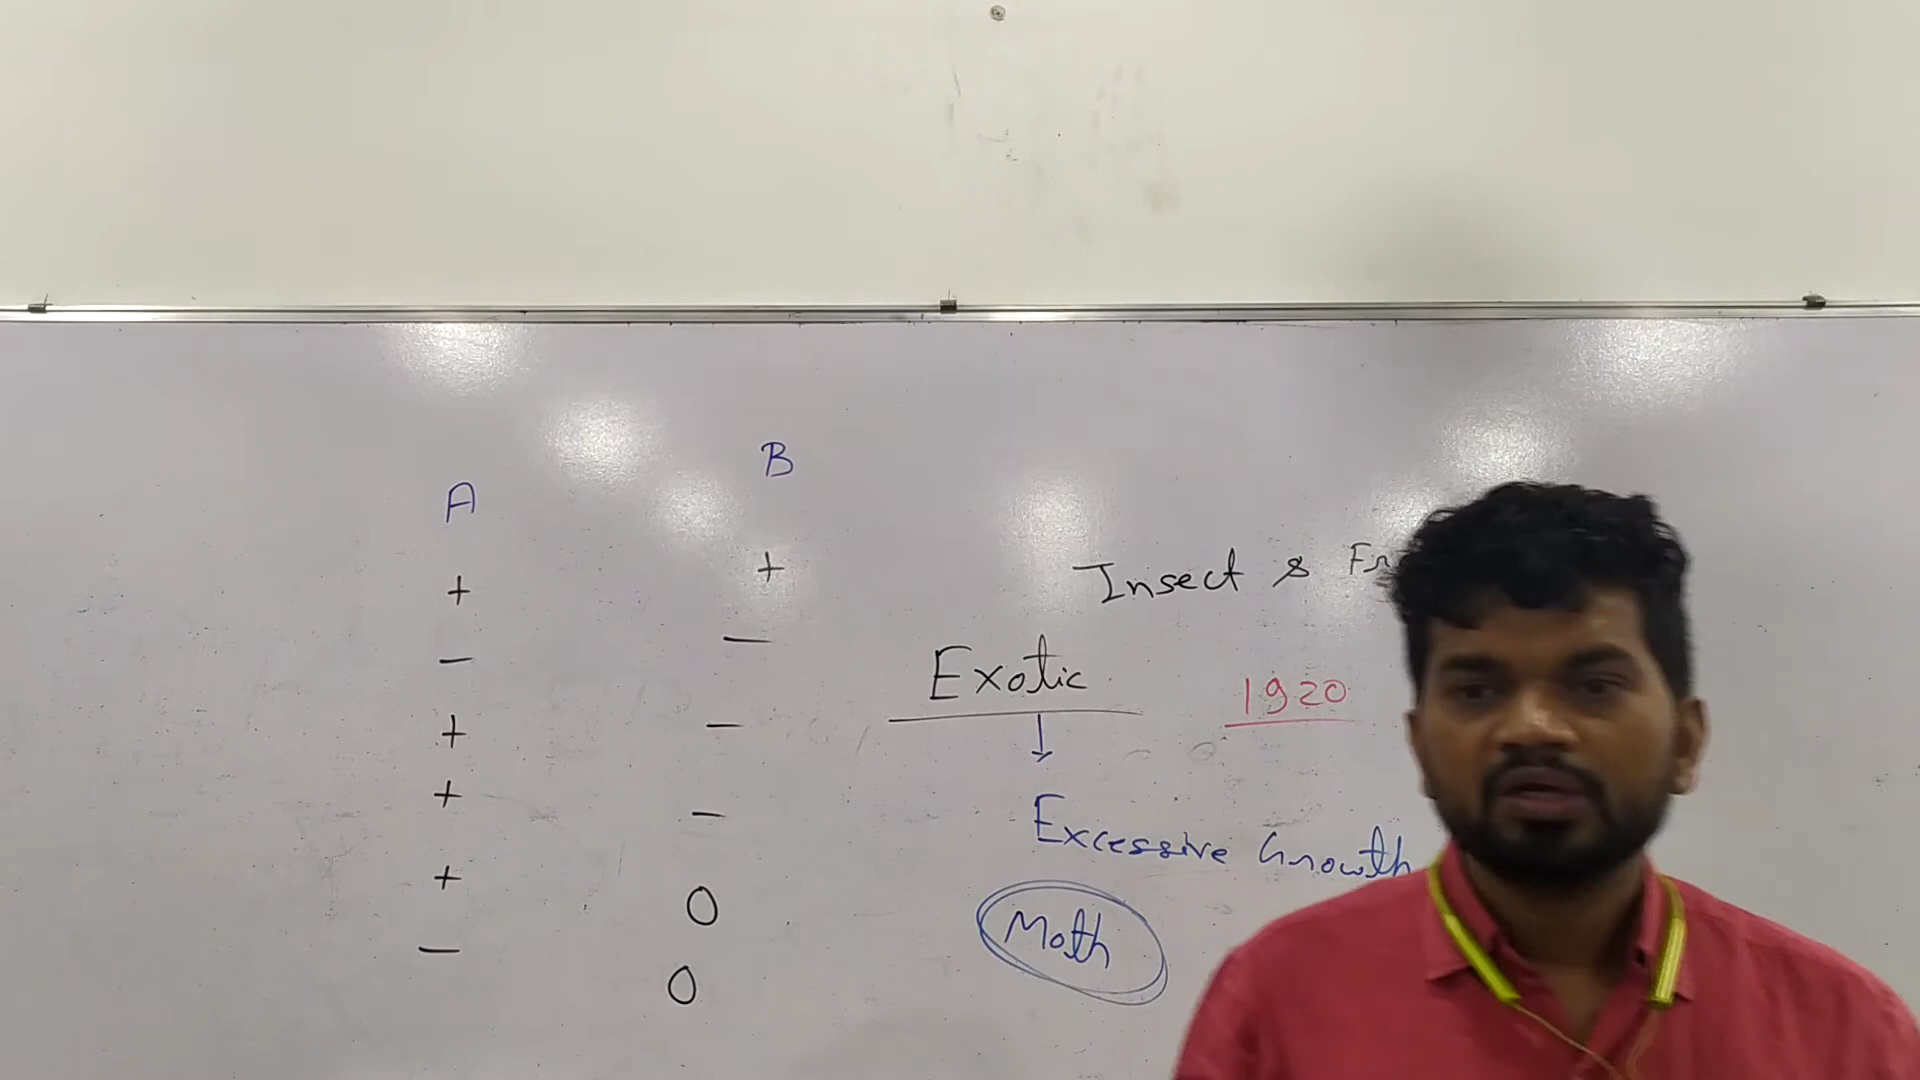 A B
+ +
− −
+ −
+ −
+ 0
− 0
Insect &
Exotic 1920
↓
Excessive Growth
Moth